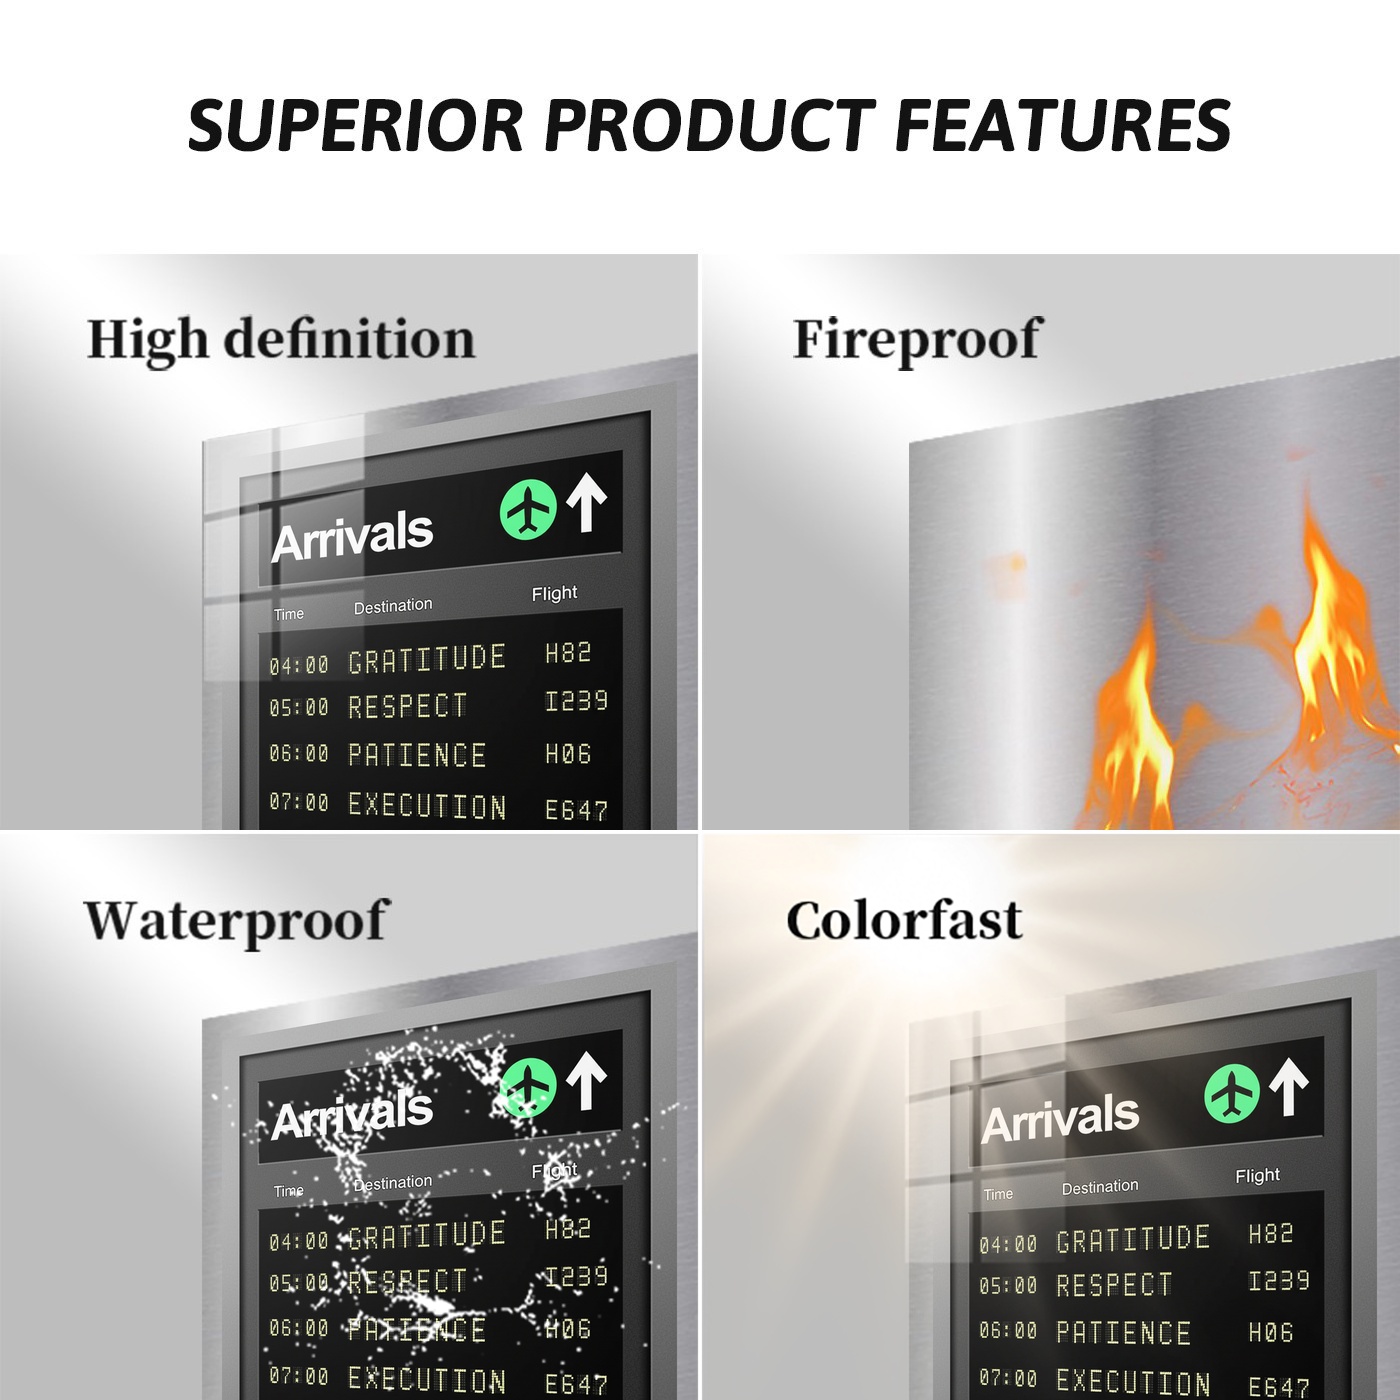 SUPERIOR PRODUCT FEATURES
High definition
Arrivals
Time Destination Flight
04:00 GRATITUDE H82
05:00 RESPECT I239
06:00 PATIENCE H06
07:00 EXECUTION E647
Fireproof
Waterproof
Arrivals
Time Destination Flight
04:00 GRATITUDE H82
05:00 RESPECT I239
06:00 PATIENCE H06
07:00 EXECUTION E647
Colorfast
Arrivals
Time Destination Flight
04:00 GRATITUDE H82
05:00 RESPECT I239
06:00 PATIENCE H06
07:00 EXECUTION E647